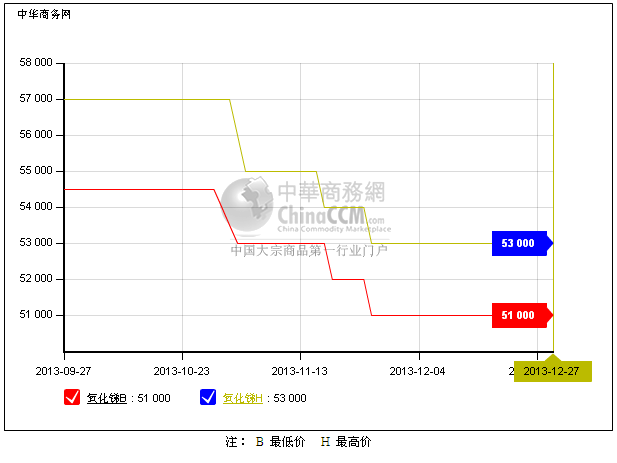 中华商务网
58 000
57 000
56 000
55 000
54 000
53 000
52 000
51 000
中華商務網
ChinaCCM.com
China Commodity Marketplace
中国大宗商品第一行业门户
53 000
51 000
2013-09-27
2013-10-23
2013-11-13
2013-12-04
2013-12-27
氧化锑B : 51 000
氧化锑H : 53 000
注： B 最低价 H 最高价